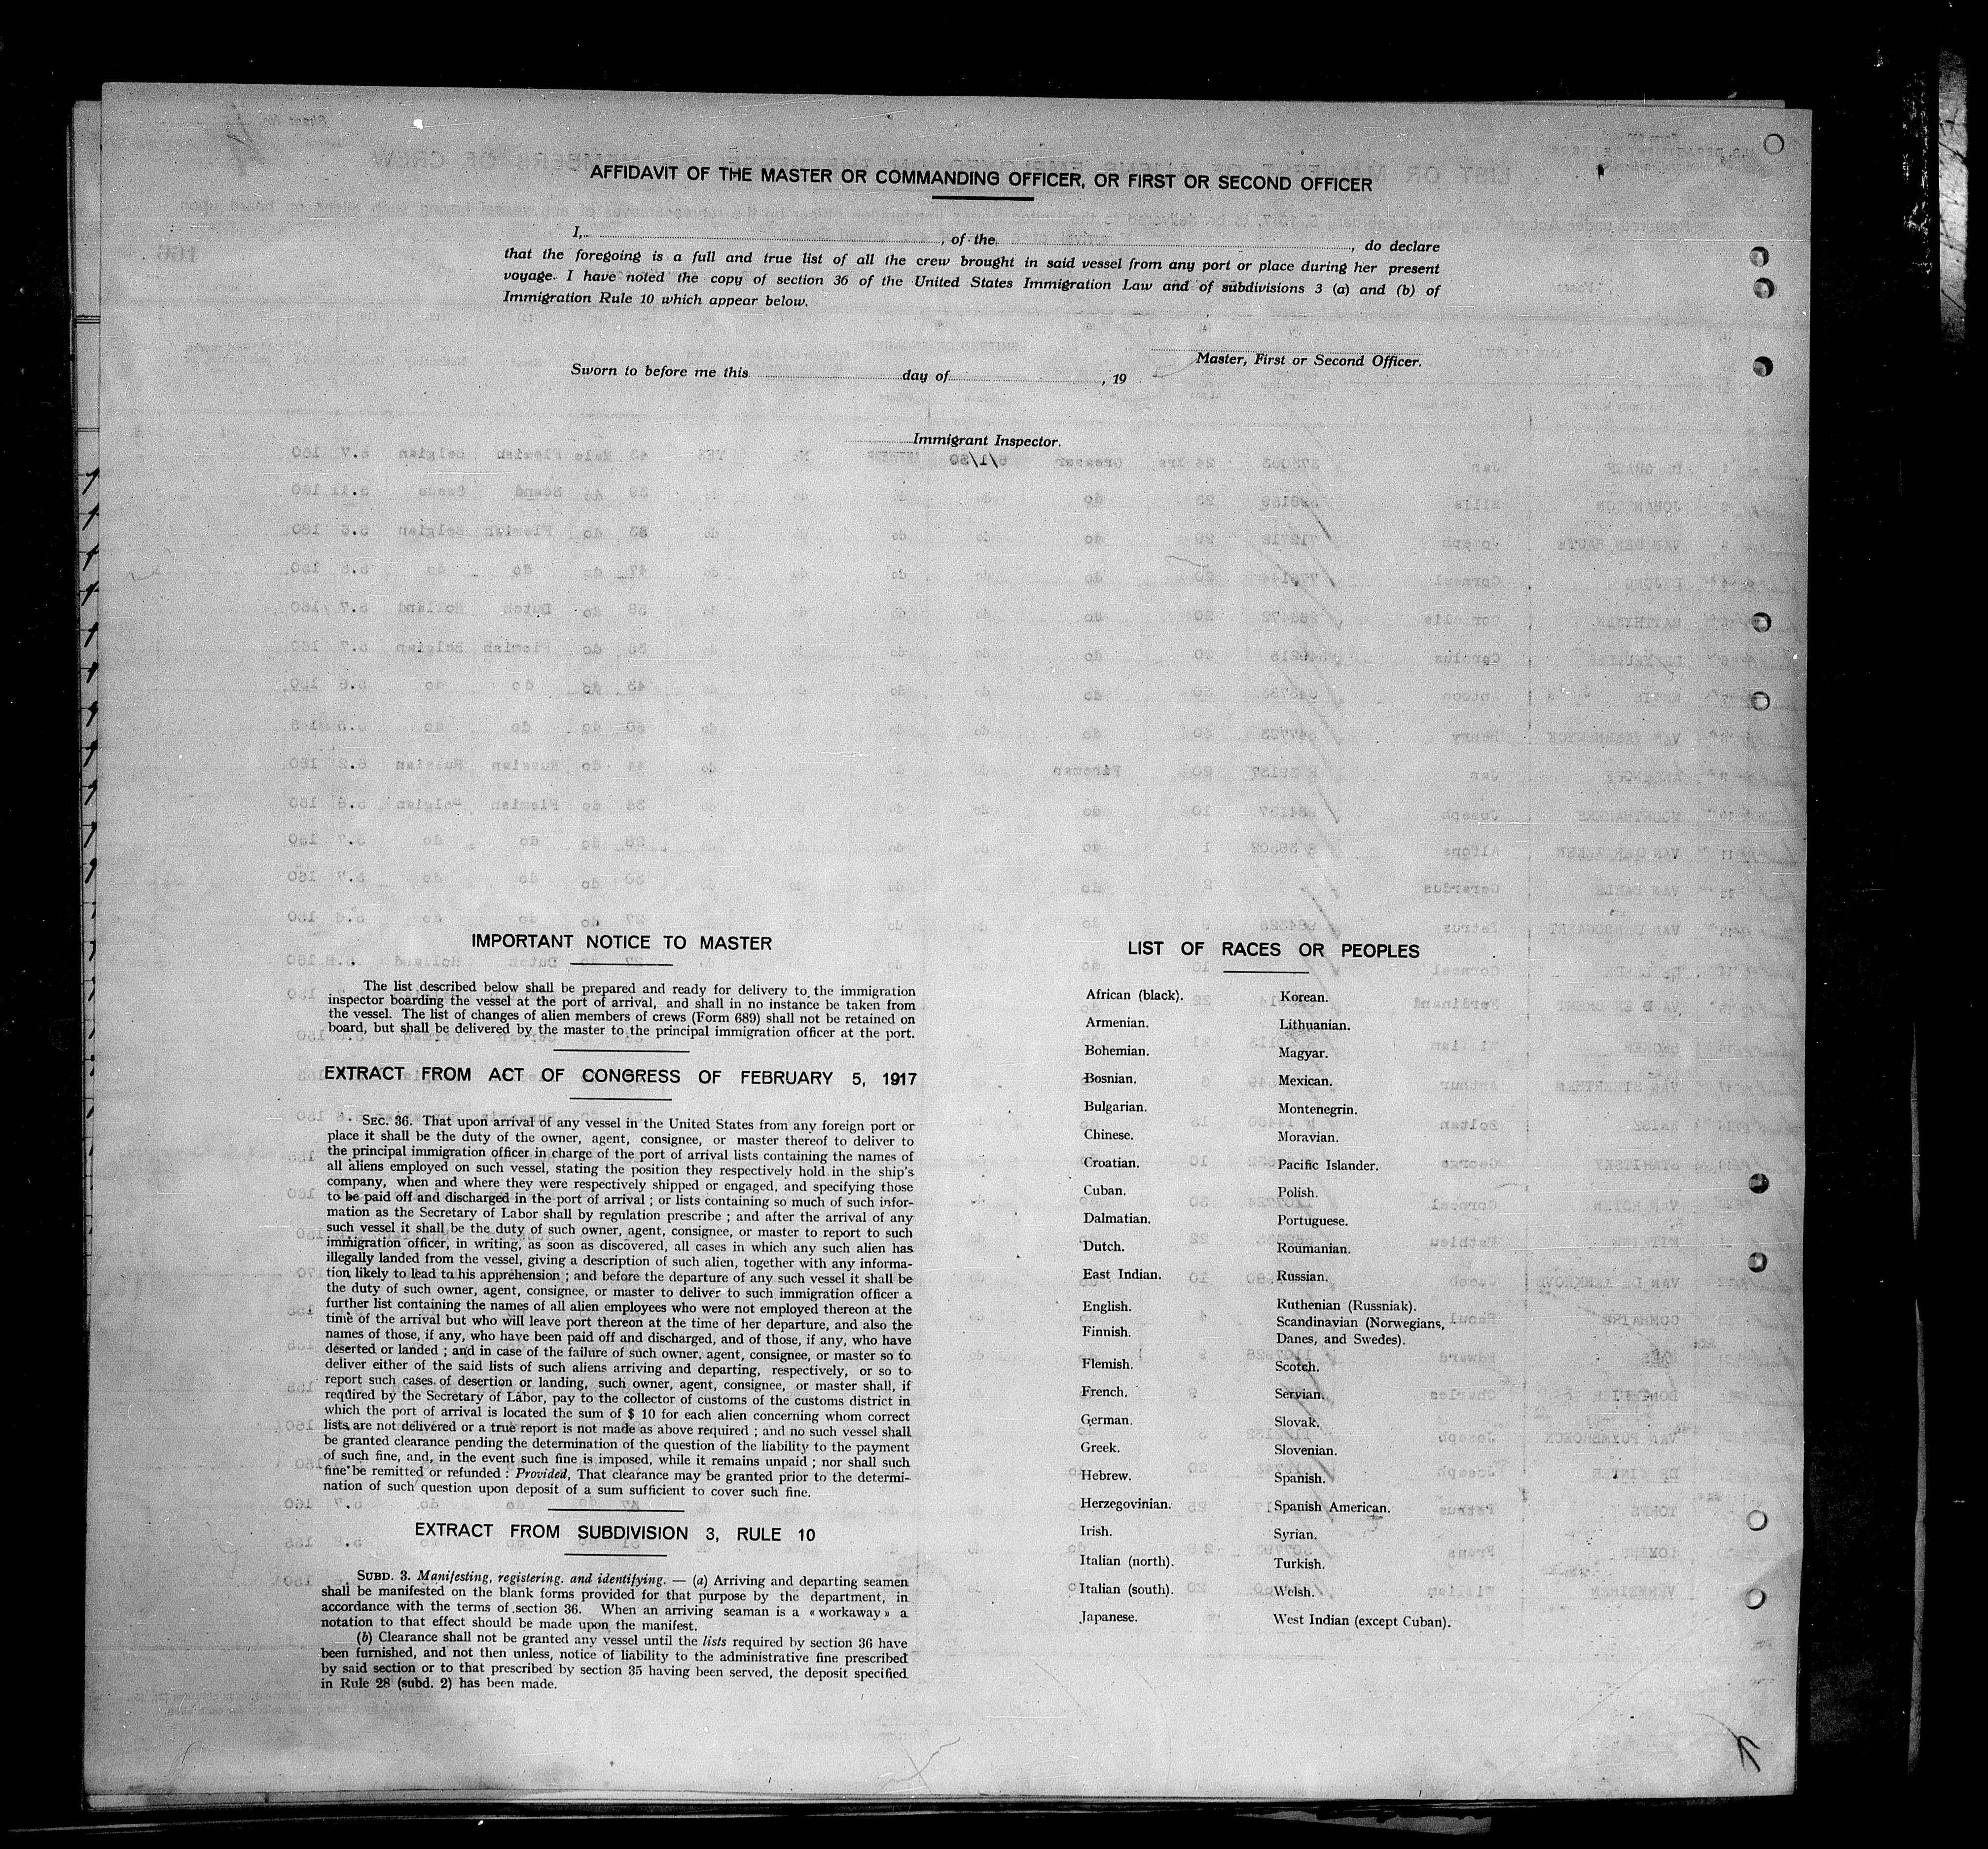 AFFIDAVIT OF THE MASTER OR COMMANDING OFFICER, OR FIRST OR SECOND OFFICER
I, , of the , do declare
that the foregoing is a full and true list of all the crew brought in said vessel from any port or place during her present
voyage. I have noted the copy of section 36 of the United States Immigration Law and of subdivisions 3 (a) and (b) of
Immigration Rule 10 which appear below.
Master, First or Second Officer.
Sworn to before me this day of , 19
Immigrant Inspector.
IMPORTANT NOTICE TO MASTER
The list described below shall be prepared and ready for delivery to the immigration
inspector boarding the vessel at the port of arrival, and shall in no instance be taken from
the vessel. The list of changes of alien members of crews (Form 689) shall not be retained on
board, but shall be delivered by the master to the principal immigration officer at the port.
EXTRACT FROM ACT OF CONGRESS OF FEBRUARY 5, 1917
SEC. 36. That upon arrival of any vessel in the United States from any foreign port or
place it shall be the duty of the owner, agent, consignee, or master thereof to deliver to
the principal immigration officer in charge of the port of arrival lists containing the names of
all aliens employed on such vessel, stating the position they respectively hold in the ship's
company, when and where they were respectively shipped or engaged, and specifying those
to be paid off and discharged in the port of arrival ; or lists containing so much of such infor-
mation as the Secretary of Labor shall by regulation prescribe ; and after the arrival of any
such vessel it shall be the duty of such owner, agent, consignee, or master to report to such
immigration officer, in writing, as soon as discovered, all cases in which any such alien has
illegally landed from the vessel, giving a description of such alien, together with any informa-
tion likely to lead to his apprehension ; and before the departure of any such vessel it shall be
the duty of such owner, agent, consignee, or master to deliver to such immigration officer a
further list containing the names of all alien employees who were not employed thereon at the
time of the arrival but who will leave port thereon at the time of her departure, and also the
names of those, if any, who have been paid off and discharged, and of those, if any, who have
deserted or landed ; and in case of the failure of such owner, agent, consignee, or master so to
deliver either of the said lists of such aliens arriving and departing, respectively, or so to
report such cases of desertion or landing, such owner, agent, consignee, or master shall, if
required by the Secretary of Labor, pay to the collector of customs of the customs district in
which the port of arrival is located the sum of $ 10 for each alien concerning whom correct
lists are not delivered or a true report is not made as above required ; and no such vessel shall
be granted clearance pending the determination of the question of the liability to the payment
of such fine, and, in the event such fine is imposed, while it remains unpaid ; nor shall such
fine be remitted or refunded : Provided, That clearance may be granted prior to the determi-
nation of such question upon deposit of a sum sufficient to cover such fine.
EXTRACT FROM SUBDIVISION 3, RULE 10
SUBD. 3. Manifesting, registering, and identifying. — (a) Arriving and departing seamen
shall be manifested on the blank forms provided for that purpose by the department, in
accordance with the terms of section 36. When an arriving seaman is a « workaway » a
notation to that effect should be made upon the manifest.
(b) Clearance shall not be granted any vessel until the lists required by section 36 have
been furnished, and not then unless, notice of liability to the administrative fine prescribed
by said section or to that prescribed by section 35 having been served, the deposit specified
in Rule 28 (subd. 2) has been made.
LIST OF RACES OR PEOPLES
African (black).
Armenian.
Bohemian.
Bosnian.
Bulgarian.
Chinese.
Croatian.
Cuban.
Dalmatian.
Dutch.
East Indian.
English.
Finnish.
Flemish.
French.
German.
Greek.
Hebrew.
Herzegovinian.
Irish.
Italian (north).
Italian (south).
Japanese.
Korean.
Lithuanian.
Magyar.
Mexican.
Montenegrin.
Moravian.
Pacific Islander.
Polish.
Portuguese.
Roumanian.
Russian.
Ruthenian (Russniak).
Scandinavian (Norwegians,
Danes, and Swedes).
Scotch.
Servian.
Slovak.
Slovenian.
Spanish.
Spanish American.
Syrian.
Turkish.
Welsh.
West Indian (except Cuban).